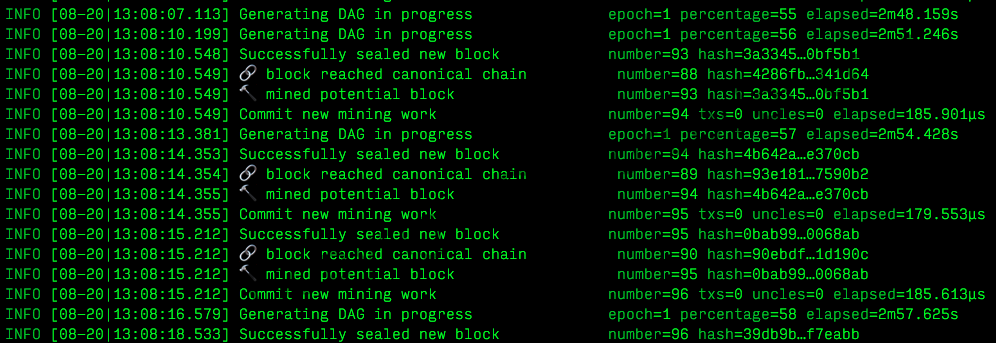 INFO [08-20|13:08:07.113] Generating DAG in progress epoch=1 percentage=55 elapsed=2m48.159s
INFO [08-20|13:08:10.199] Generating DAG in progress epoch=1 percentage=56 elapsed=2m51.246s
INFO [08-20|13:08:10.548] Successfully sealed new block number=93 hash=3a3345…0bf5b1
INFO [08-20|13:08:10.549] 🔗 block reached canonical chain number=88 hash=4286fb…341d64
INFO [08-20|13:08:10.549] 🔨 mined potential block number=93 hash=3a3345…0bf5b1
INFO [08-20|13:08:10.549] Commit new mining work number=94 txs=0 uncles=0 elapsed=185.901µs
INFO [08-20|13:08:13.381] Generating DAG in progress epoch=1 percentage=57 elapsed=2m54.428s
INFO [08-20|13:08:14.353] Successfully sealed new block number=94 hash=4b642a…e370cb
INFO [08-20|13:08:14.354] 🔗 block reached canonical chain number=89 hash=93e181…7590b2
INFO [08-20|13:08:14.355] 🔨 mined potential block number=94 hash=4b642a…e370cb
INFO [08-20|13:08:14.355] Commit new mining work number=95 txs=0 uncles=0 elapsed=179.553µs
INFO [08-20|13:08:15.212] Successfully sealed new block number=95 hash=0bab99…0068ab
INFO [08-20|13:08:15.212] 🔗 block reached canonical chain number=90 hash=90ebdf…1d190c
INFO [08-20|13:08:15.212] 🔨 mined potential block number=95 hash=0bab99…0068ab
INFO [08-20|13:08:15.212] Commit new mining work number=96 txs=0 uncles=0 elapsed=185.613µs
INFO [08-20|13:08:16.579] Generating DAG in progress epoch=1 percentage=58 elapsed=2m57.625s
INFO [08-20|13:08:18.533] Successfully sealed new block number=96 hash=39db9b…f7eabb